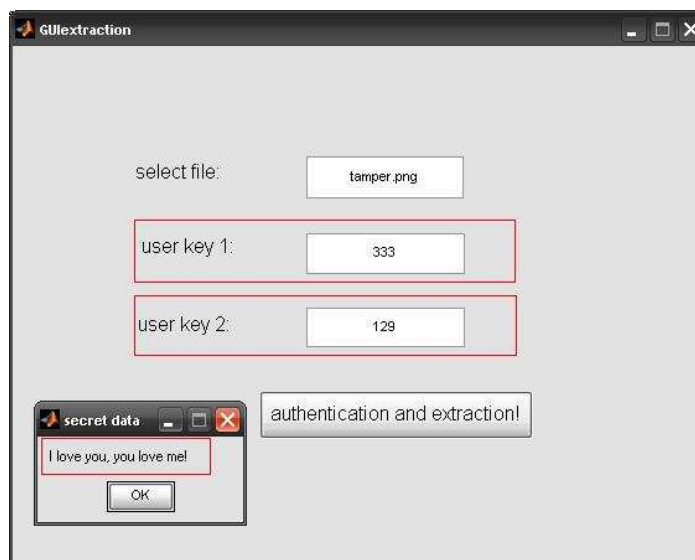 GUIextraction
select file:
tamper.png
user key 1:
333
user key 2:
129
authentication and extraction!
secret data
I love you, you love me!
OK